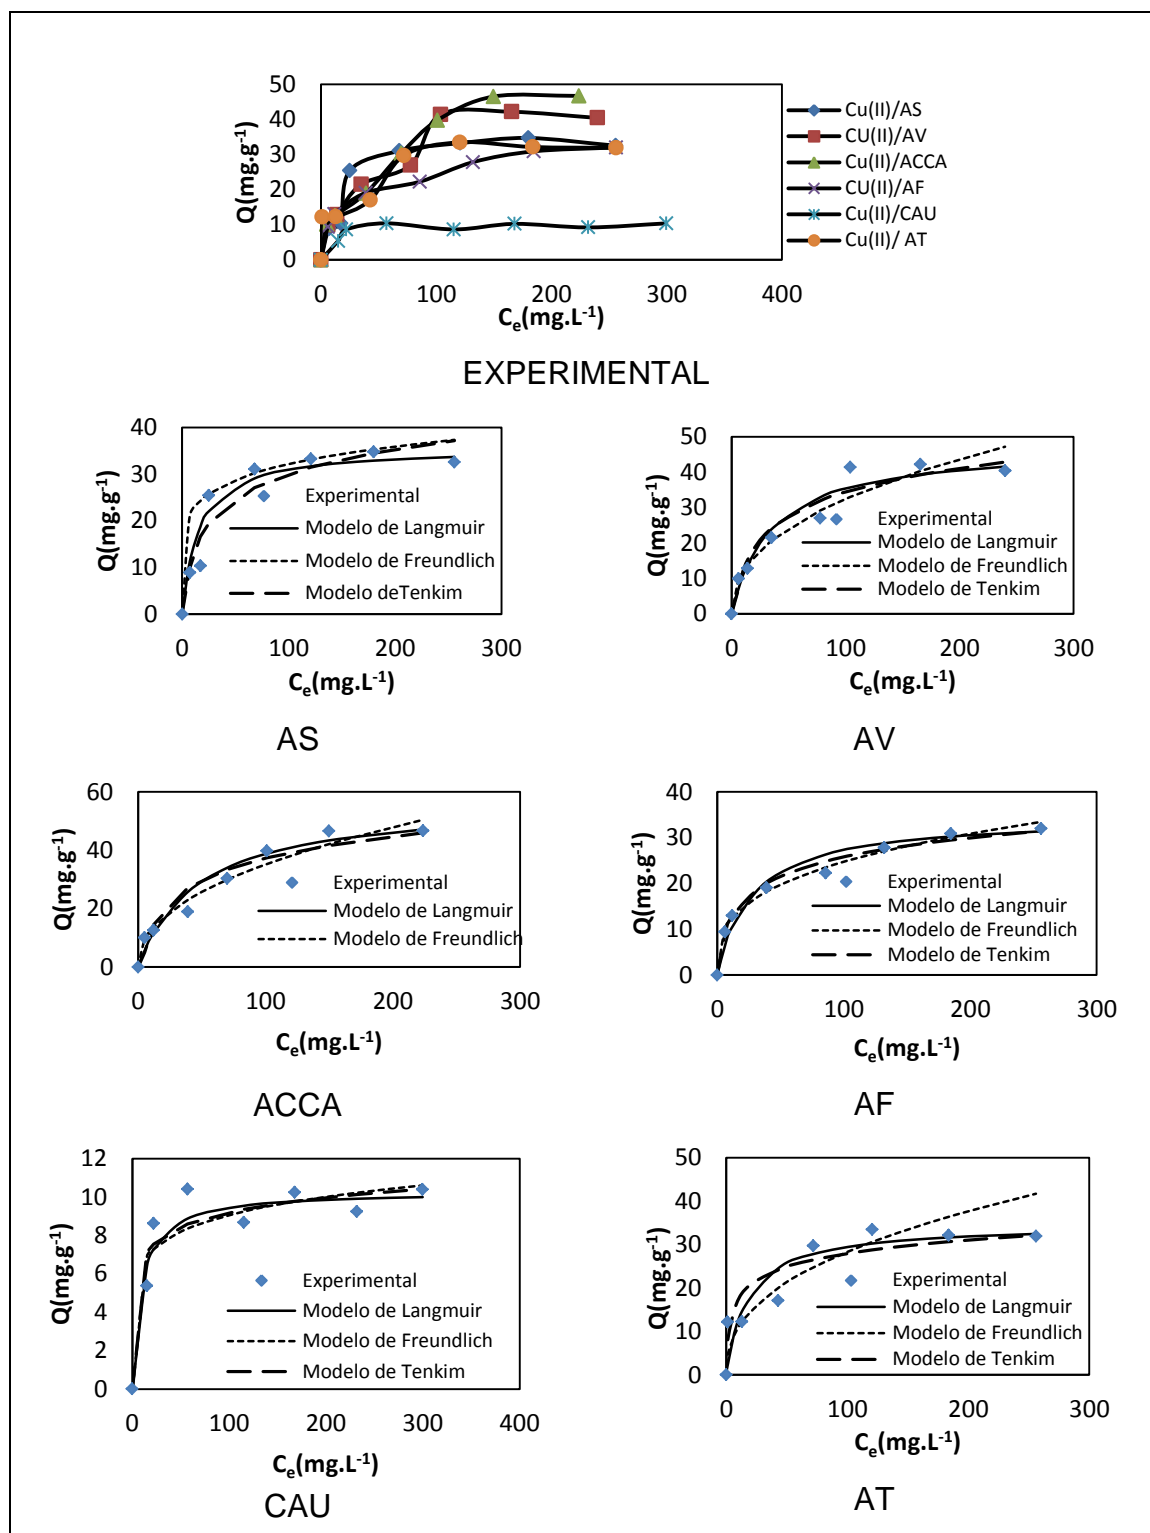 50
40
30
20
10
0
Q(mg.g-1)
0 100 200 300 400
Ce(mg.L-1)
Cu(II)/AS
CU(II)/AV
Cu(II)/ACCA
CU(II)/AF
Cu(II)/CAU
Cu(II)/ AT
EXPERIMENTAL
40
30
20
10
0
Q(mg.g-1)
Experimental
Modelo de Langmuir
Modelo de Freundlich
Modelo deTenkim
0 100 200 300
Ce(mg.L-1)
AS
50
40
30
20
10
0
Q(mg.g-1)
Experimental
Modelo de Langmuir
Modelo de Freundlich
Modelo de Tenkim
0 100 200 300
Ce(mg.L-1)
AV
60
40
20
0
Q(mg.g-1)
Experimental
Modelo de Langmuir
Modelo de Freundlich
0 100 200 300
Ce(mg.L-1)
ACCA
40
30
20
10
0
Q(mg.g-1)
Experimental
Modelo de Langmuir
Modelo de Freundlich
Modelo de Tenkim
0 100 200 300
Ce(mg.L-1)
AF
12
10
8
6
4
2
0
Q(mg.g-1)
Experimental
Modelo de Langmuir
Modelo de Freundlich
Modelo de Tenkim
0 100 200 300 400
Ce(mg.L-1)
CAU
50
40
30
20
10
0
Q(mg.g-1)
Experimental
Modelo de Langmuir
Modelo de Freundlich
Modelo de Tenkim
0 100 200 300
Ce(mg.L-1)
AT